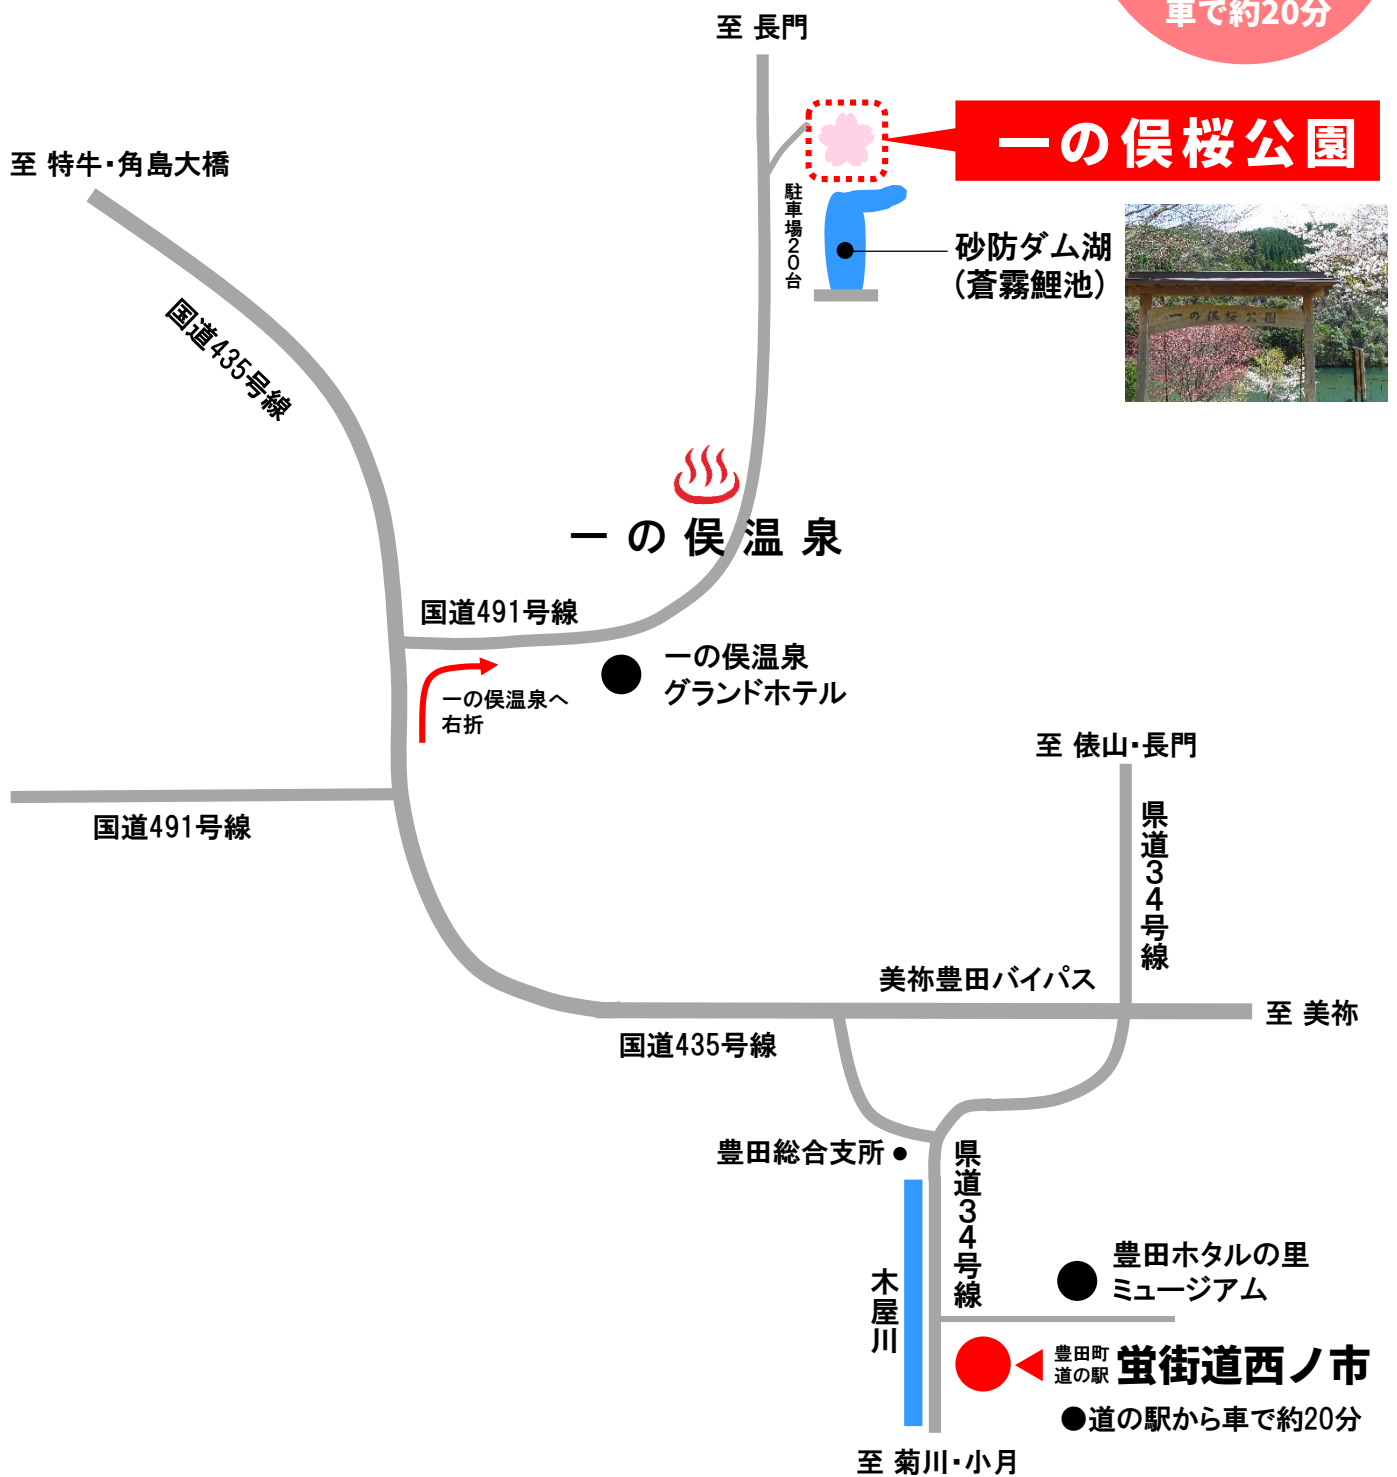 車で約20分
至 長門
一の俣桜公園
至 特牛・角島大橋
駐車場20台
砂防ダム湖
(蒼霧鯉池)
一の俣桜公園
国道435号線
一の俣温泉
国道491号線
一の俣温泉
グランドホテル
一の俣温泉へ
右折
至 俵山・長門
国道491号線
県道34号線
美祢豊田バイパス
至 美祢
国道435号線
豊田総合支所
県道34号線
木屋川
豊田ホタルの里
ミュージアム
豊田町
道の駅
蛍街道西ノ市
●道の駅から車で約20分
至 菊川・小月